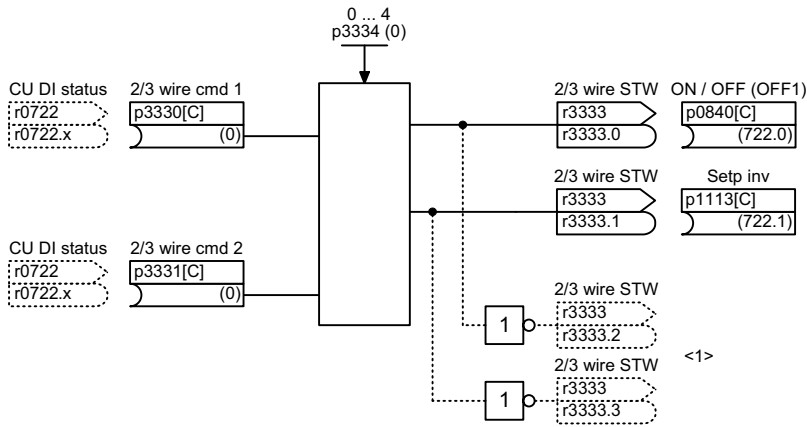 0 ... 4
p3334 (0)
CU DI status
r0722
r0722.x
2/3 wire cmd 1
p3330[C]
(0)
2/3 wire STW
r3333
r3333.0
ON / OFF (OFF1)
p0840[C]
(722.0)
2/3 wire STW
r3333
r3333.1
Setp inv
p1113[C]
(722.1)
CU DI status
r0722
r0722.x
2/3 wire cmd 2
p3331[C]
(0)
1
2/3 wire STW
r3333
r3333.2
<1>
1
2/3 wire STW
r3333
r3333.3